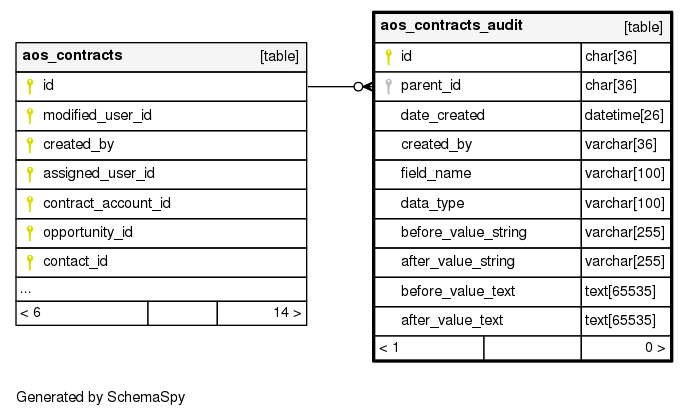 aos_contracts [table]
id
modified_user_id
created_by
assigned_user_id
contract_account_id
opportunity_id
contact_id
...
< 6 14 >
aos_contracts_audit [table]
id char[36]
parent_id char[36]
date_created datetime[26]
created_by varchar[36]
field_name varchar[100]
data_type varchar[100]
before_value_string varchar[255]
after_value_string varchar[255]
before_value_text text[65535]
after_value_text text[65535]
< 1 0 >
Generated by SchemaSpy